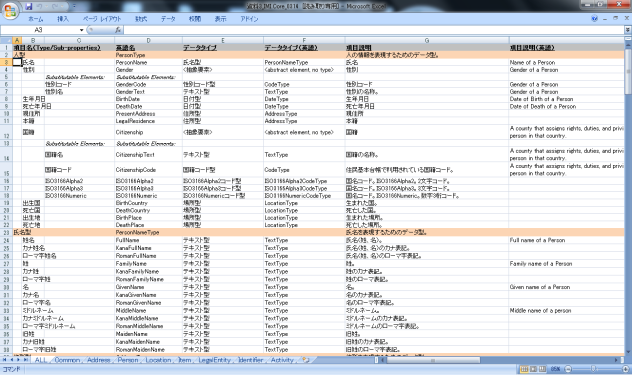 IMI Core_0314 [読み取り専用] - Microsoft Excel
ホーム 挿入 ページ レイアウト 数式 データ 校閲 表示 アドイン
A3
A B C D E F G H
1 項目名(Type/Sub-properties) 英語名 データタイプ データタイプ(英語) 項目説明 項目説明(英語)
2 人型 PersonType 人の情報を表現するためのデータ型。
3 氏名 PersonName 氏名型 PersonNameType 氏名 Name of a Person
4 性別 Gender <抽象要素> <abstract element, no type> 性別 Gender of a Person
5 Substitutable Elements:
6 性別コード GenderCode 性別コード型 CodeType 性別コード Gender of a Person
7 性別名 GenderText テキスト型 TextType 性別の名称。 Gender of a Person
8 生年月日 BirthDate 日付型 DateType 生年月日 Date of Birth of a Person
9 死亡年月日 DeathDate 日付型 DateType 死亡年月日 Date of Death of a Person
10 現住所 PresentAddress 住所型 AddressType 現住所
11 本籍 LegalResidence 住所型 AddressType 本籍
12 国籍 Citizenship <抽象要素> <abstract element, no type> 国籍 A county that assigns rights, duties, and privi
person in that country.
13 Substitutable Elements:
14 国籍名 CitizenshipText テキスト型 TextType 国籍の名称。 A county that assigns rights, duties, and privi
person in that country.
15 国籍コード CitizenshipCode 国籍コード型 CodeType 住民基本台帳で利用されている国籍コード。 A county that assigns rights, duties, and privi
person in that country.
16 ISO3166Alpha2 ISO3166Alpha2 ISO3166Alpha2コード型 ISO3166Alpha2CodeType 国名コード。ISO3166Alpha2。2文字コード。
17 ISO3166Alpha3 ISO3166Alpha3 ISO3166Alpha3コード型 ISO3166Alpha3CodeType 国名コード。ISO3166Alpha3。3文字コード。
18 ISO3166Numeric ISO3166Numeric ISO3166Numericコード型 ISO3166NumericCodeType 国名コード。ISO3166Numeric。数字3桁コード。
19 出生国 BirthCountry 場所型 LocationType 生まれた国。
20 死亡国 DeathCountry 場所型 LocationType 死亡した国。
21 出生地 BirthPlace 場所型 LocationType 生まれた場所。
22 死亡地 DeathPlace 場所型 LocationType 死亡した場所。
23 氏名型 PersonNameType 氏名を表現するためのデータ型。
24 姓名 FullName テキスト型 TextType 氏名(姓、名)。 Full name of a Person
25 カナ姓名 KanaFullName テキスト型 TextType 氏名(姓、名)のカナ表記。
26 ローマ字姓名 RomanFullName テキスト型 TextType 氏名(姓、名)のローマ字表記。
27 姓 FamilyName テキスト型 TextType 姓。 Family name of a Person
28 カナ姓 KanaFamilyName テキスト型 TextType 姓のカナ表記。
29 ローマ字姓 RomanFamilyName テキスト型 TextType 姓のローマ字表記。
30 名 GivenName テキスト型 TextType 名。 Given name of a Person
31 カナ名 KanaGivenName テキスト型 TextType 名のカナ表記。
32 ローマ字名 RomanGivenName テキスト型 TextType 名のローマ字表記。
33 ミドルネーム MiddleName テキスト型 TextType ミドルネーム。 Middle name of a person
34 カナミドルネーム KanaMiddleName テキスト型 TextType ミドルネームのカナ表記。
35 ローマ字ミドルネーム RomanMiddleName テキスト型 TextType ミドルネームのローマ字表記。
36 旧姓 MaidenName テキスト型 TextType 旧姓。
37 カナ旧姓 KanaMaidenName テキスト型 TextType 旧姓のカナ表記。
38 ローマ字旧姓 RomanMaidenName テキスト型 TextType 旧姓のローマ字表記。
ALL Common Address Person Location Item LegalEntity Identifier Activity
コマンド